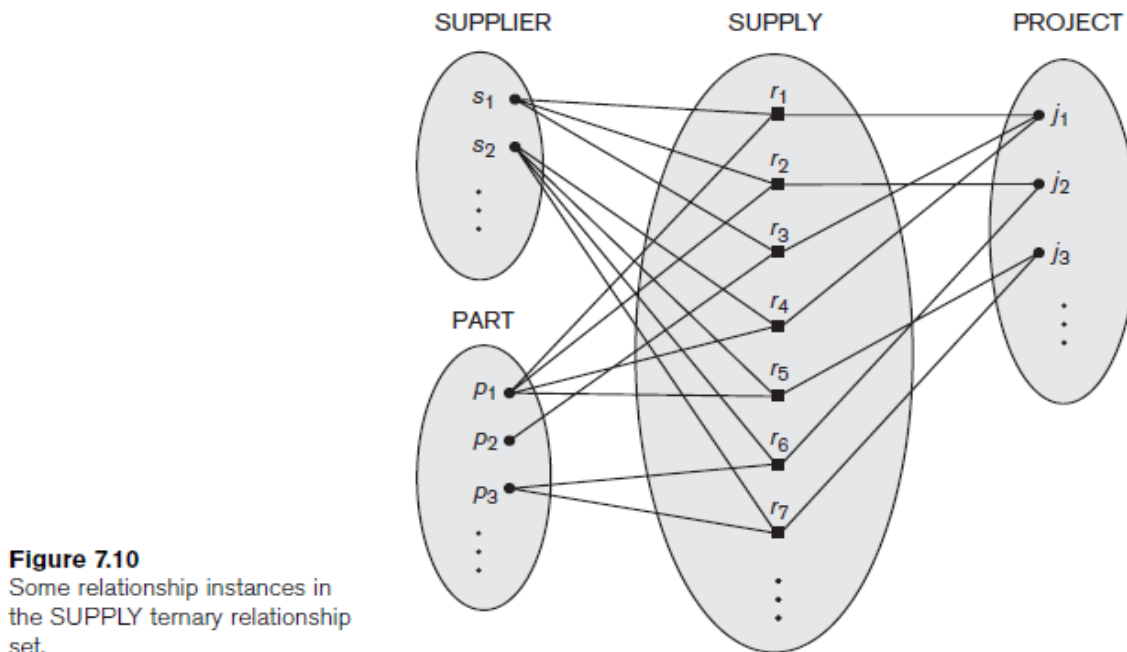 SUPPLIER
SUPPLY
PROJECT
s1
s2
PART
p1
p2
p3
r1
r2
r3
r4
r5
r6
r7
j1
j2
j3
Figure 7.10
Some relationship instances in
the SUPPLY ternary relationship
set.